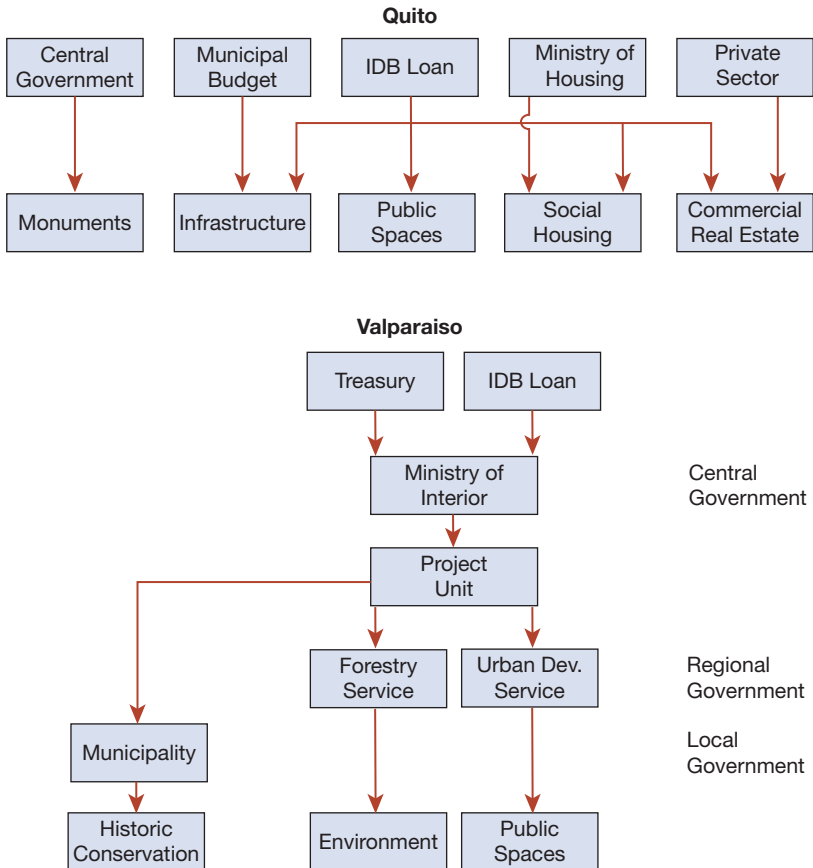 Quito
Central
Government
Municipal
Budget
IDB Loan
Ministry of
Housing
Private
Sector
Monuments
Infrastructure
Public
Spaces
Social
Housing
Commercial
Real Estate
Valparaiso
Treasury
IDB Loan
Ministry of
Interior
Central
Government
Project
Unit
Forestry
Service
Urban Dev.
Service
Regional
Government
Municipality
Local
Government
Historic
Conservation
Environment
Public
Spaces